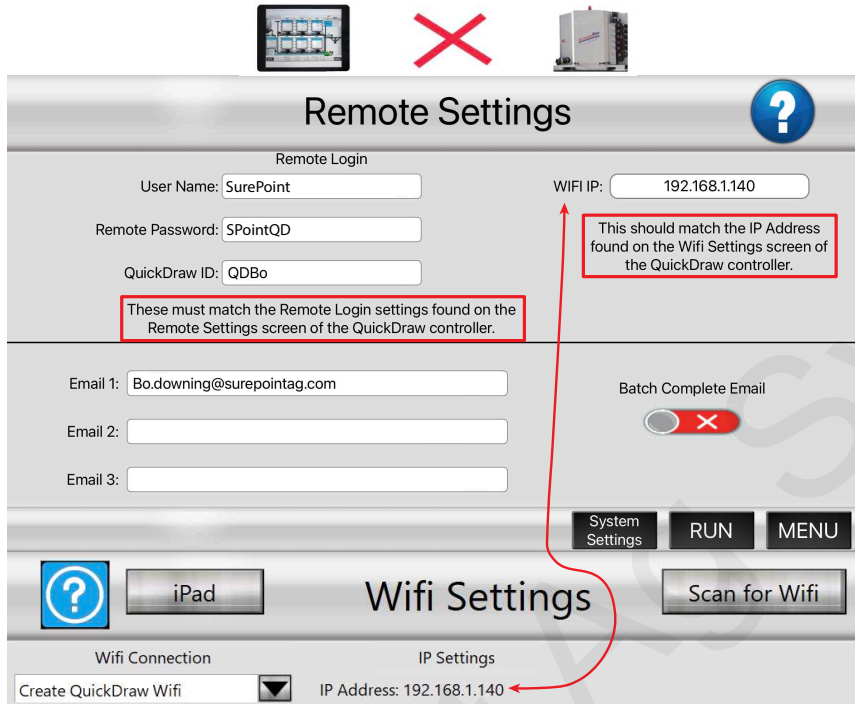 Remote Settings
?
Remote Login
User Name: SurePoint
WIFI IP: 192.168.1.140
Remote Password: SPointQD
This should match the IP Address
found on the Wifi Settings screen of
the QuickDraw controller.
QuickDraw ID: QDBo
These must match the Remote Login settings found on the
Remote Settings screen of the QuickDraw controller.
Email 1: Bo.downing@surepointag.com
Batch Complete Email
Email 2:
Email 3:
System
Settings
RUN
MENU
?
iPad
Wifi Settings
Scan for Wifi
Wifi Connection
IP Settings
Create QuickDraw Wifi
IP Address: 192.168.1.140